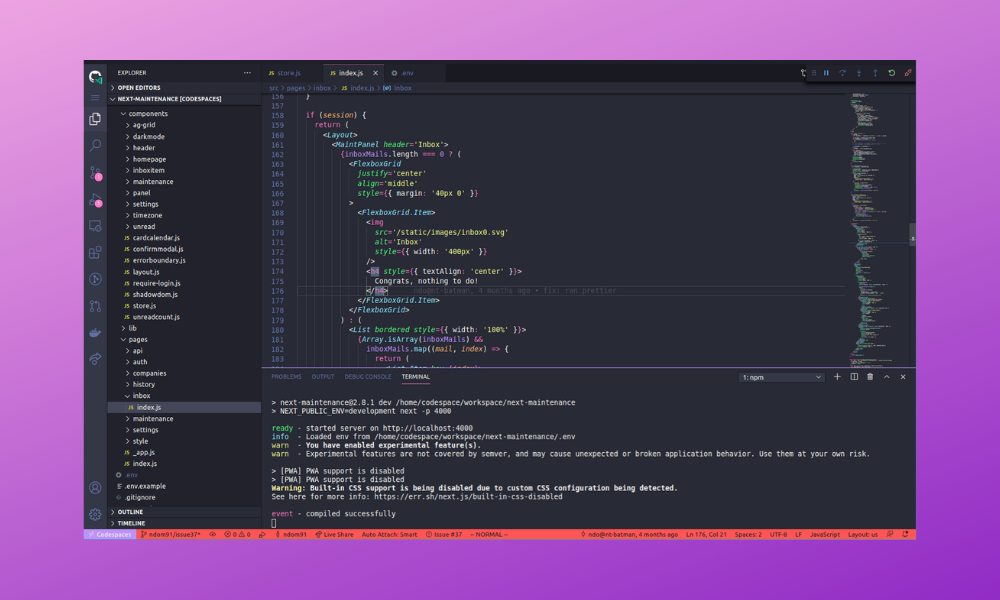 EXPLORER
OPEN EDITORS
NEXT-MAINTENANCE [CODESPACES]
components
ag-grid
darkmode
header
homepage
inboxitem
maintenance
panel
settings
timezone
unread
JS cardcalendar.js
JS confirmmodal.js
JS errorboundary.js
JS layout.js
JS require-login.js
JS shadowdom.js
JS store.js
JS unreadcount.js
lib
pages
api
auth
companies
history
inbox
JS index.js
maintenance
settings
style
JS _app.js
JS index.js
.env
.env.example
.gitignore
OUTLINE
TIMELINE
JS store.js
JS index.js
.env
src > pages > inbox > JS index.js > Inbox
156 }
157
158 if (session) {
159 return (
160 <Layout>
161 <MainPanel header='Inbox'>
162 {inboxMails.length === 0 ? (
163 <FlexboxGrid
164 justify='center'
165 align='middle'
166 style={{ margin: '40px 0' }}
167 >
168 <FlexboxGrid.Item>
169 <img
170 src='/static/images/inbox0.svg'
171 alt='Inbox'
172 style={{ width: '400px' }}
173 />
174 <h4 style={{ textAlign: 'center' }}>
175 Congrats, nothing to do!
176 </h4> ndo@nt-batman, 4 months ago • fix: ran prettier
177 </FlexboxGrid.Item>
178 </FlexboxGrid>
179 ) : (
180 <List bordered style={{ width: '100%' }}>
181 {Array.isArray(inboxMails) &&
182 inboxMails.map((mail, index) => {
183 return (
PROBLEMS OUTPUT DEBUG CONSOLE TERMINAL
1: npm
> next-maintenance@2.8.1 dev /home/codespace/workspace/next-maintenance
> NEXT_PUBLIC_ENV=development next -p 4000
ready - started server on http://localhost:4000
info - Loaded env from /home/codespace/workspace/next-maintenance/.env
warn - You have enabled experimental feature(s).
warn - Experimental features are not covered by semver, and may cause unexpected or broken application behavior. Use them at your own risk.
> [PWA] PWA support is disabled
> [PWA] PWA support is disabled
Warning: Built-in CSS support is being disabled due to custom CSS configuration being detected.
See here for more info: https://err.sh/next.js/built-in-css-disabled
event - compiled successfully
Codespaces ndom91/issue37* 0 0 6 ndom91 Live Share Auto Attach: Smart Issue #37 -- NORMAL -- ndo@nt-batman, 4 months ago Ln 176, Col 21 Spaces: 2 UTF-8 LF JavaScript Layout: us